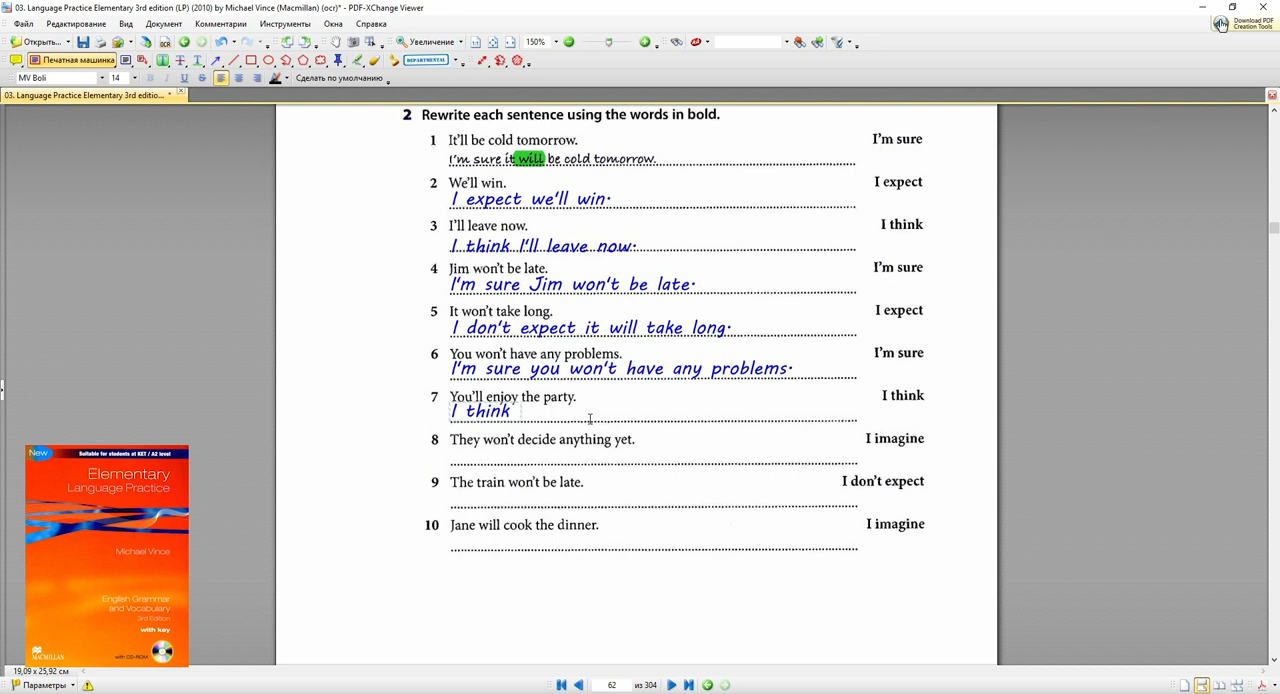 03. Language Practice Elementary 3rd edition (LP) (2010) by Michael Vince (Macmillan) (ocr)* - PDF-XChange Viewer
Файл Редактирование Вид Документ Комментарии Инструменты Окна Справка
Download PDF Creation Tools
Открыть... OCR Увеличение 150%
Печатная машинка DEPARTMENTAL
MV Boli 14 Сделать по умолчанию
03. Language Practice Elementary 3rd editio... *
2 Rewrite each sentence using the words in bold.
1 It'll be cold tomorrow. I'm sure
I'm sure it will be cold tomorrow.
2 We'll win. I expect
I expect we'll win.
3 I'll leave now. I think
I think I'll leave now.
4 Jim won't be late. I'm sure
I'm sure Jim won't be late.
5 It won't take long. I expect
I don't expect it will take long.
6 You won't have any problems. I'm sure
I'm sure you won't have any problems.
7 You'll enjoy the party. I think
I think
8 They won't decide anything yet. I imagine
9 The train won't be late. I don't expect
10 Jane will cook the dinner. I imagine
New Suitable for students at KET / A2 level
Elementary
Language Practice
Michael Vince
English Grammar
and Vocabulary
3rd Edition
with key
MACMILLAN with CD-ROM
19,09 x 25,92 см
Параметры 62 из 304